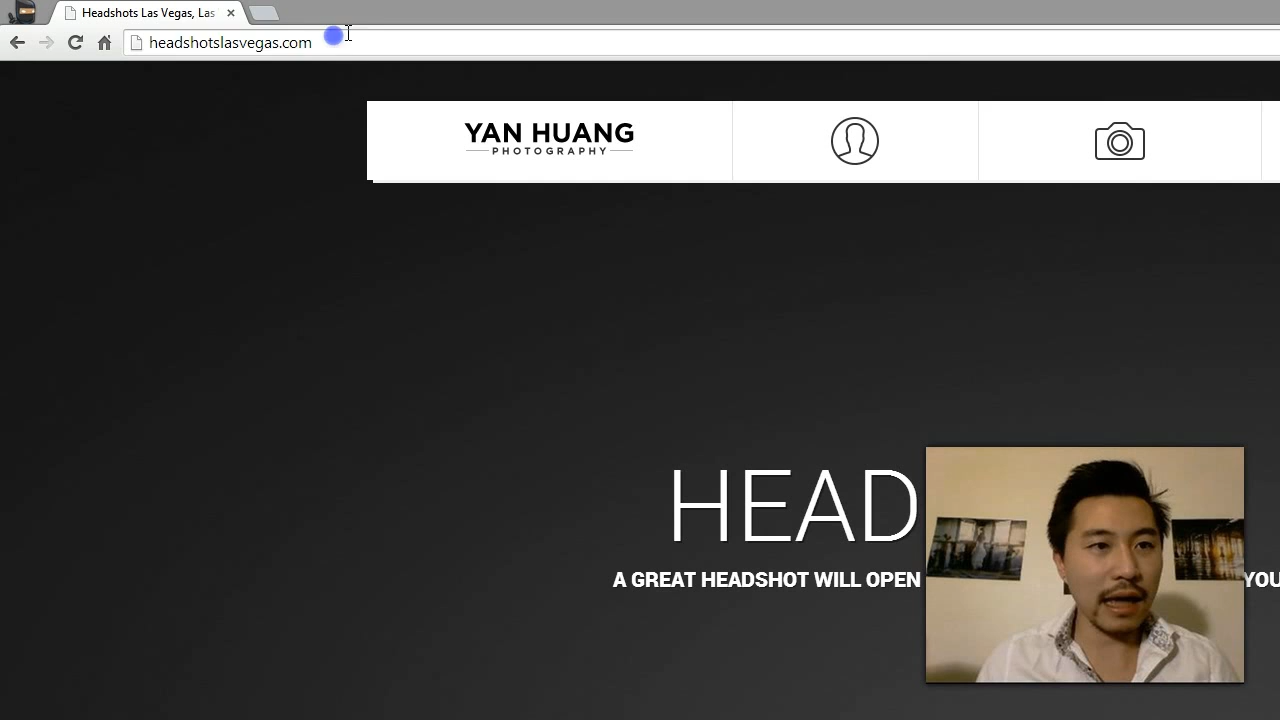 Headshots Las Vegas, Las
headshotslasvegas.com
YAN HUANG
PHOTOGRAPHY
HEAD
A GREAT HEADSHOT WILL OPEN YOU